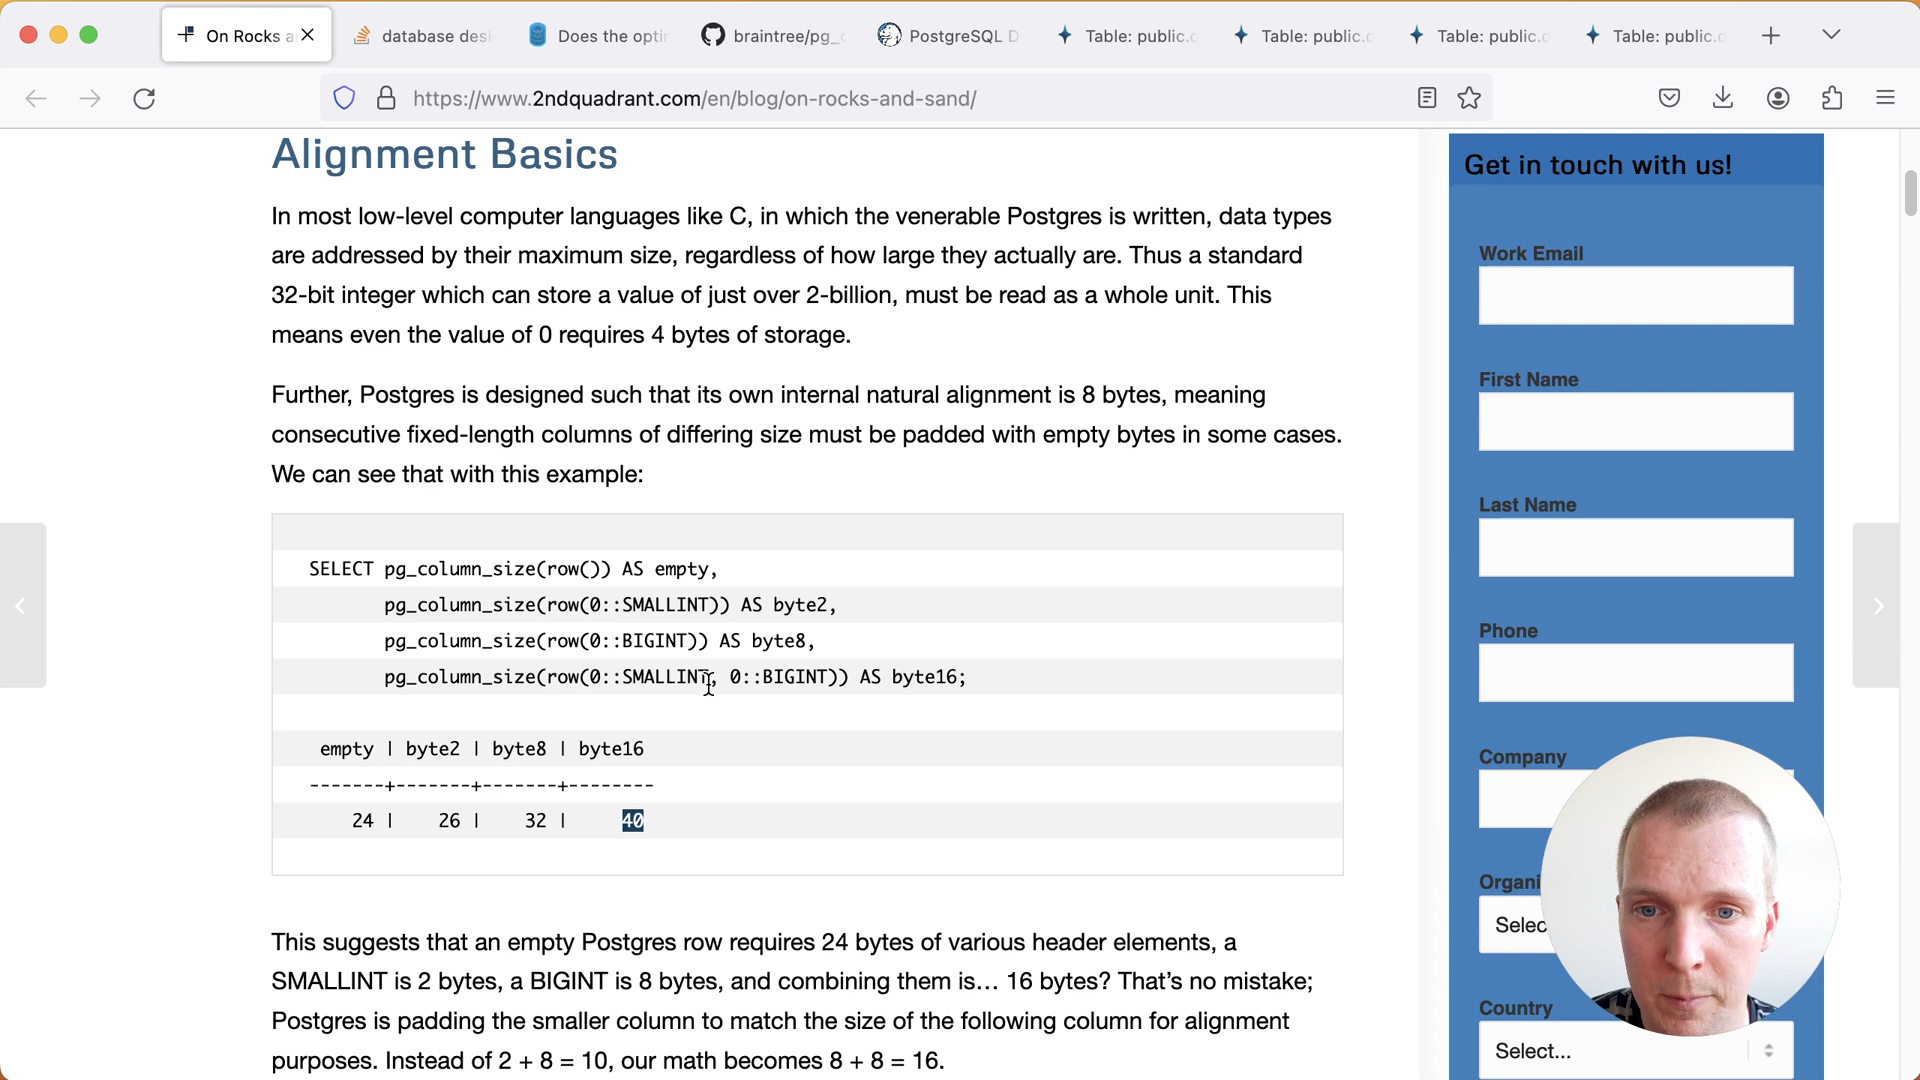 On Rocks a
database desi
Does the opti
braintree/pg_
PostgreSQL D
Table: public.c
Table: public.c
Table: public.c
Table: public.c
https://www.2ndquadrant.com/en/blog/on-rocks-and-sand/
Alignment Basics
In most low-level computer languages like C, in which the venerable Postgres is written, data types
are addressed by their maximum size, regardless of how large they actually are. Thus a standard
32-bit integer which can store a value of just over 2-billion, must be read as a whole unit. This
means even the value of 0 requires 4 bytes of storage.
Further, Postgres is designed such that its own internal natural alignment is 8 bytes, meaning
consecutive fixed-length columns of differing size must be padded with empty bytes in some cases.
We can see that with this example:
SELECT pg_column_size(row()) AS empty,
pg_column_size(row(0::SMALLINT)) AS byte2,
pg_column_size(row(0::BIGINT)) AS byte8,
pg_column_size(row(0::SMALLINT, 0::BIGINT)) AS byte16;
empty | byte2 | byte8 | byte16
-------+-------+-------+--------
24 | 26 | 32 | 40
This suggests that an empty Postgres row requires 24 bytes of various header elements, a
SMALLINT is 2 bytes, a BIGINT is 8 bytes, and combining them is… 16 bytes? That's no mistake;
Postgres is padding the smaller column to match the size of the following column for alignment
purposes. Instead of 2 + 8 = 10, our math becomes 8 + 8 = 16.
Get in touch with us!
Work Email
First Name
Last Name
Phone
Company
Organi
Selec
Country
Select...